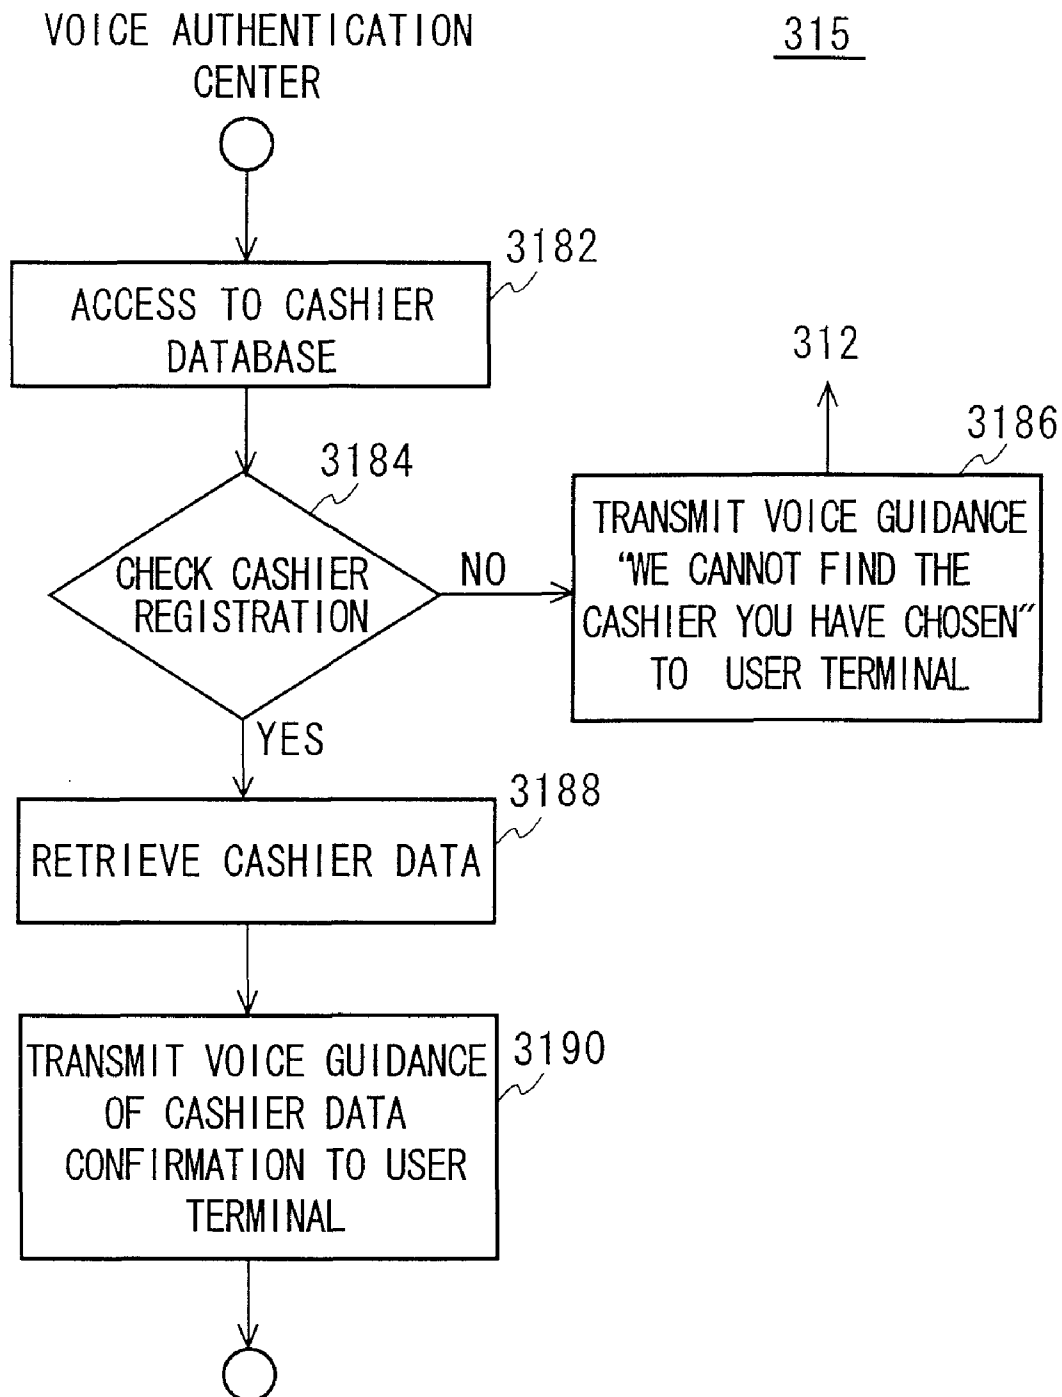 VOICE AUTHENTICATION
CENTER
315
3182
ACCESS TO CASHIER
DATABASE
312
3184
3186
CHECK CASHIER
REGISTRATION
NO
TRANSMIT VOICE GUIDANCE
"WE CANNOT FIND THE
CASHIER YOU HAVE CHOSEN"
TO USER TERMINAL
YES
3188
RETRIEVE CASHIER DATA
3190
TRANSMIT VOICE GUIDANCE
OF CASHIER DATA
CONFIRMATION TO USER
TERMINAL